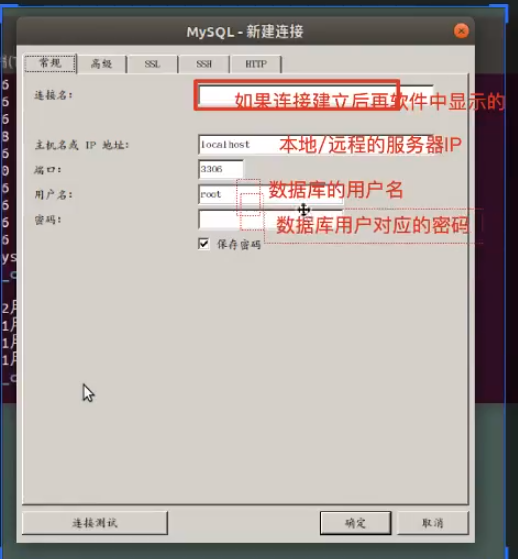 MySQL - 新建连接
常规 高级 SSL SSH HTTP
连接名:
如果连接建立后再软件中显示的
主机名或 IP 地址: localhost 本地/远程的服务器IP
端口: 3306
用户名: root 数据库的用户名
密码: 数据库用户对应的密码
保存密码
连接测试 确定 取消